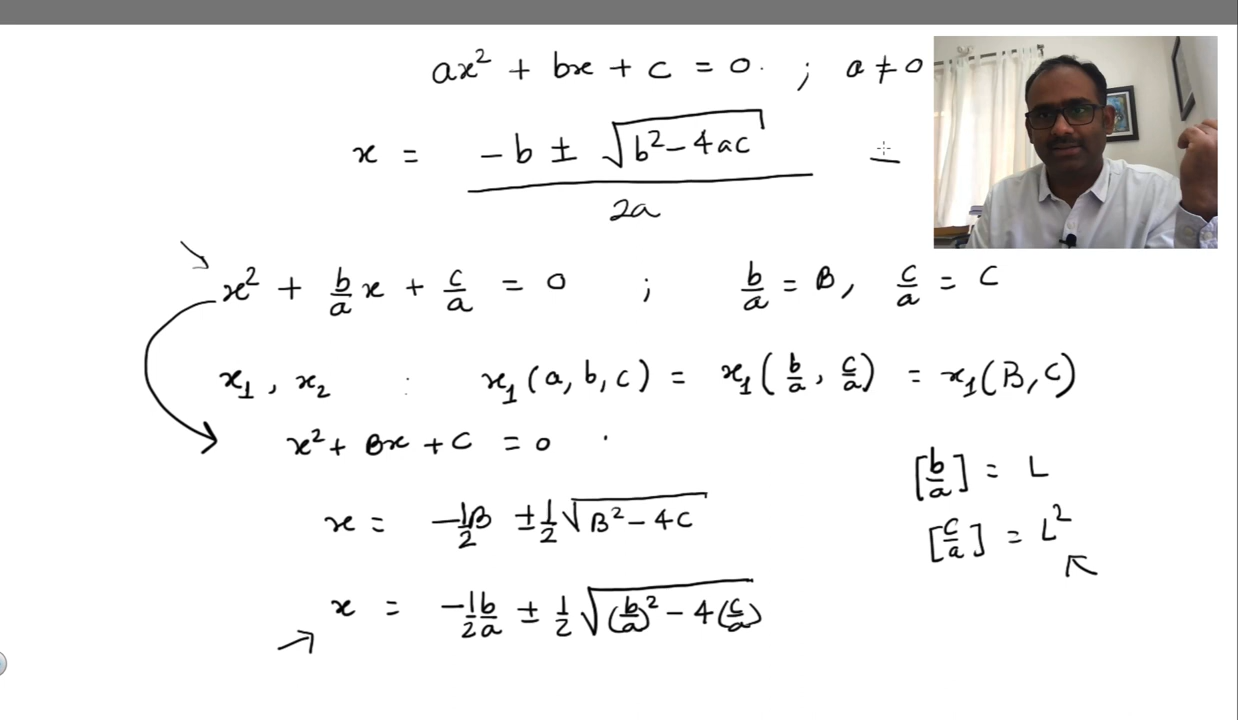 ax² + bx + c = 0. ; a ≠ 0
x = (-b ± √(b² - 4ac)) / 2a
x² + b/a x + c/a = 0 ; b/a = B, c/a = C
x₁, x₂ : x₁(a, b, c) = x₁(b/a, c/a) = x₁(B, C)
x² + Bx + C = 0
[b/a] = L
x = -1/2 B ± 1/2 √(B² - 4C)
[c/a] = L²
x = -1/2 b/a ± 1/2 √((b/a)² - 4(c/a))